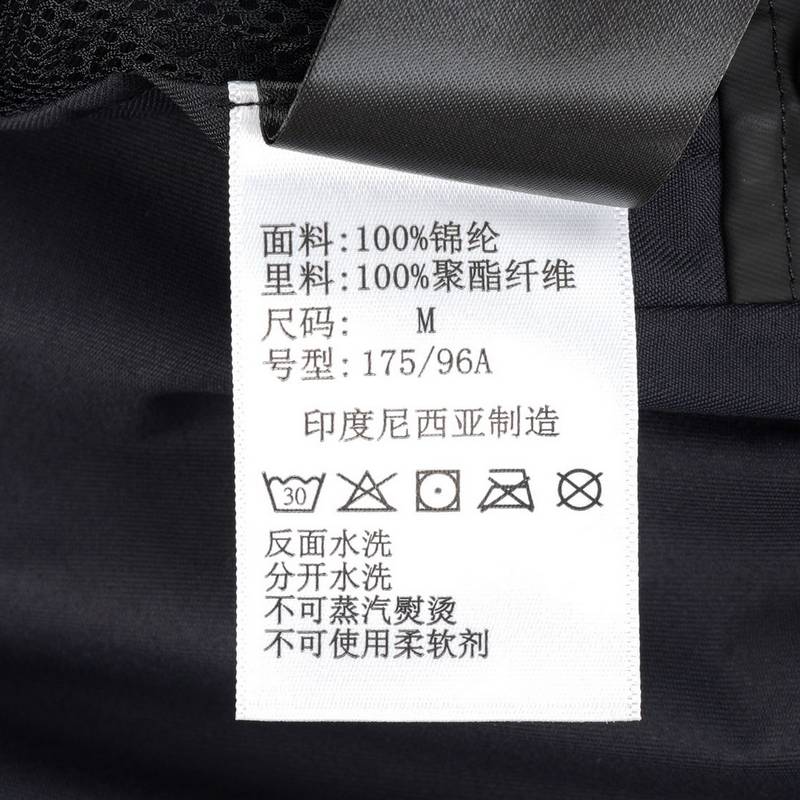 面料:100%锦纶
里料:100%聚酯纤维
尺码: M
号型:175/96A
印度尼西亚制造
30
反面水洗
分开水洗
不可蒸汽熨烫
不可使用柔软剂